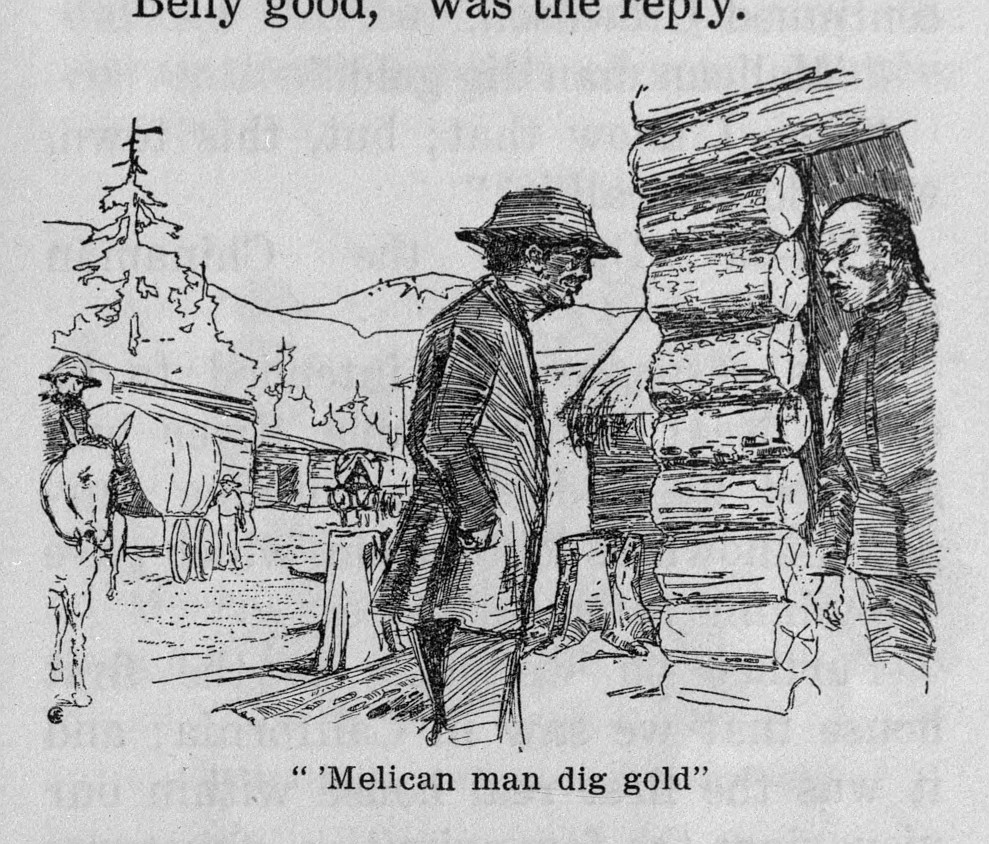 Belly good," was the reply.
" 'Melican man dig gold"